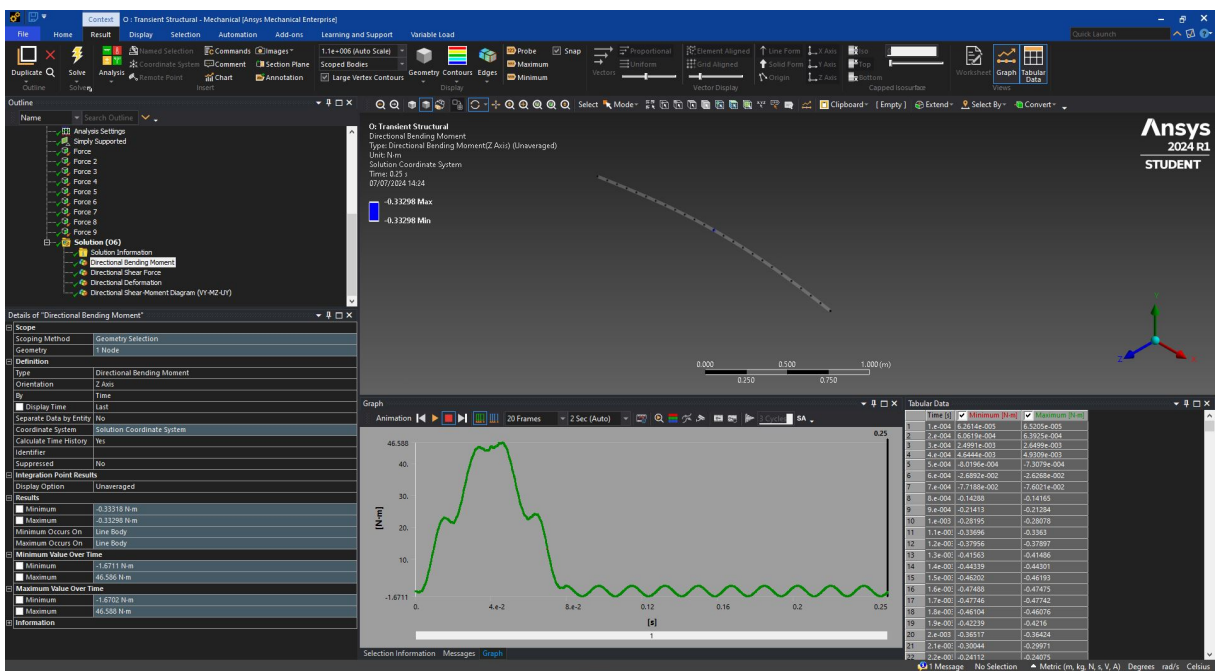 Context O : Transient Structural - Mechanical [Ansys Mechanical Enterprise]
File Home Result Display Selection Automation Add-ons Learning and Support Variable Load Quick Launch
Duplicate Q Solve Analysis Named Selection Coordinate System Remote Point Commands Comment Chart Images Section Plane Annotation
1.1e+006 (Auto Scale) Scoped Bodies Large Vertex Contours Geometry Contours Edges Probe Maximum Minimum Snap
Vectors Proportional Uniform Element Aligned Grid Aligned Line Form Solid Form Origin X Axis Y Axis Z Axis Iso Top Bottom Worksheet Graph Tabular Data
Outline Solver Insert Display Vector Display Capped Isosurface Views
Outline
Name Search Outline
Select Mode Clipboard [ Empty ] Extend Select By Convert
Analysis Settings
Simply Supported
Force
Force 2
Force 3
Force 4
Force 5
Force 6
Force 7
Force 8
Force 9
Solution (O6)
Solution Information
Directional Bending Moment
Directional Shear Force
Directional Deformation
Directional Shear-Moment Diagram (VY-MZ-UY)
Details of "Directional Bending Moment"
Scope
Scoping Method Geometry Selection
Geometry 1 Node
Definition
Type Directional Bending Moment
Orientation Z Axis
By Time
Display Time Last
Separate Data by Entity No
Coordinate System Solution Coordinate System
Calculate Time History Yes
Identifier
Suppressed No
Integration Point Results
Display Option Unaveraged
Results
Minimum -0.33318 N·m
Maximum -0.33298 N·m
Minimum Occurs On Line Body
Maximum Occurs On Line Body
Minimum Value Over Time
Minimum -1.6711 N·m
Maximum 46.586 N·m
Maximum Value Over Time
Minimum -1.6702 N·m
Maximum 46.588 N·m
Information
O: Transient Structural
Directional Bending Moment
Type: Directional Bending Moment(Z Axis) (Unaveraged)
Unit: N·m
Solution Coordinate System
Time: 0.25 s
07/07/2024 14:24
-0.33298 Max
-0.33298 Min
Ansys
2024 R1
STUDENT
0.000 0.500 1.000 (m)
0.250 0.750
Y
Z
X
Graph
Animation 20 Frames 2 Sec (Auto) 3 Cycles SA
0.25
46.588
40.
30.
20.
10.
-1.6711
[N·m]
0. 4.e-2 8.e-2 0.12 0.16 0.2 0.25
[s]
1
Selection Information Messages Graph
Tabular Data
Time [s] Minimum [N·m] Maximum [N·m]
1 1.e-004 6.2614e-005 6.5205e-005
2 2.e-004 6.0619e-004 6.3925e-004
3 3.e-004 2.4991e-003 2.6499e-003
4 4.e-004 4.6444e-003 4.9309e-003
5 5.e-004 -8.0196e-004 -7.3079e-004
6 6.e-004 -2.6892e-002 -2.6268e-002
7 7.e-004 -7.7188e-002 -7.6021e-002
8 8.e-004 -0.14288 -0.14165
9 9.e-004 -0.21413 -0.21284
10 1.e-003 -0.28195 -0.28078
11 1.1e-00 -0.33696 -0.3363
12 1.2e-00 -0.37956 -0.37897
13 1.3e-00 -0.41563 -0.41486
14 1.4e-00 -0.44339 -0.44301
15 1.5e-00 -0.46202 -0.46193
16 1.6e-00 -0.47488 -0.47475
17 1.7e-00 -0.47746 -0.47742
18 1.8e-00 -0.46104 -0.46076
19 1.9e-00 -0.42239 -0.4216
20 2.e-003 -0.36517 -0.36424
21 2.1e-00 -0.30044 -0.29971
22 2.2e-00 -0.24112 -0.24075
1 Message No Selection Metric (m, kg, N, s, V, A) Degrees rad/s Celsius